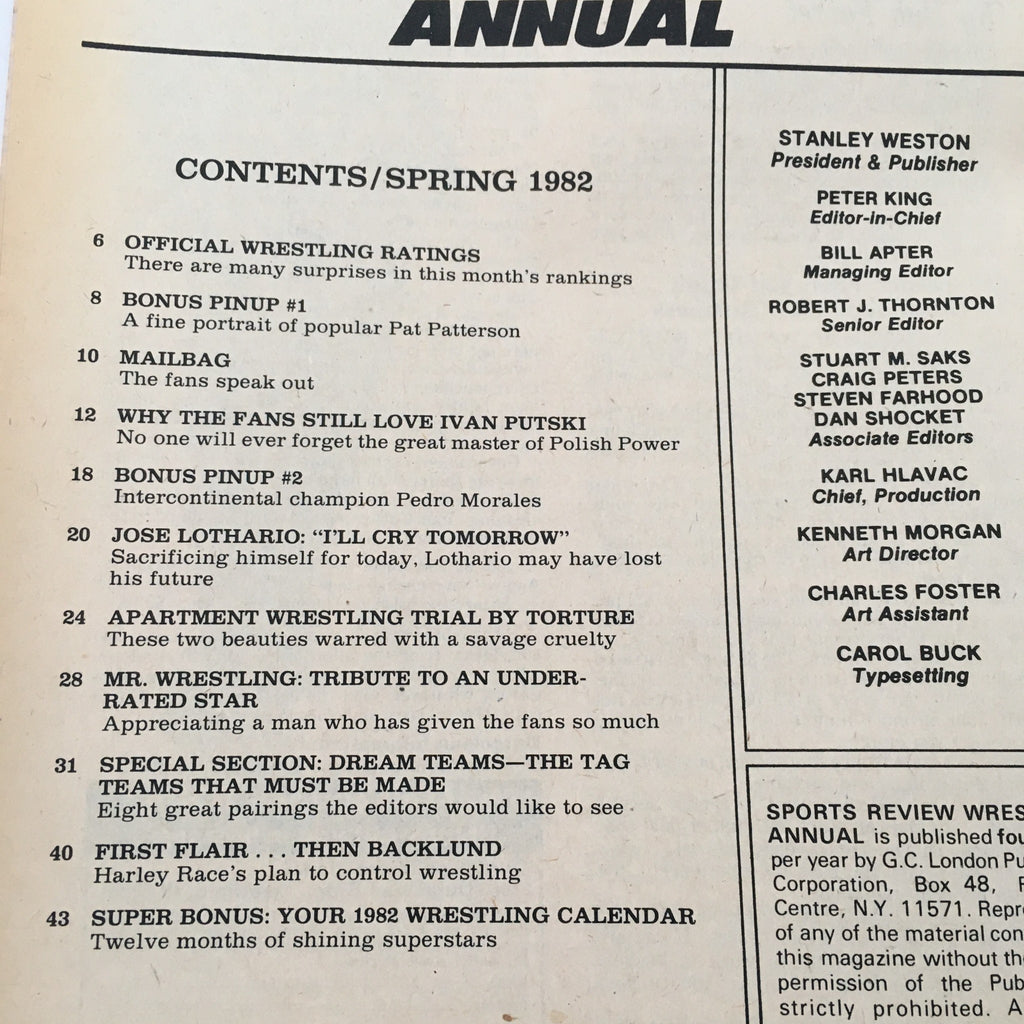 ANNUAL
CONTENTS/SPRING 1982
6 OFFICIAL WRESTLING RATINGS
There are many surprises in this month's rankings
8 BONUS PINUP #1
A fine portrait of popular Pat Patterson
10 MAILBAG
The fans speak out
12 WHY THE FANS STILL LOVE IVAN PUTSKI
No one will ever forget the great master of Polish Power
18 BONUS PINUP #2
Intercontinental champion Pedro Morales
20 JOSE LOTHARIO: “I'LL CRY TOMORROW”
Sacrificing himself for today, Lothario may have lost
his future
24 APARTMENT WRESTLING TRIAL BY TORTURE
These two beauties warred with a savage cruelty
28 MR. WRESTLING: TRIBUTE TO AN UNDER-
RATED STAR
Appreciating a man who has given the fans so much
31 SPECIAL SECTION: DREAM TEAMS—THE TAG
TEAMS THAT MUST BE MADE
Eight great pairings the editors would like to see
40 FIRST FLAIR . . . THEN BACKLUND
Harley Race's plan to control wrestling
43 SUPER BONUS: YOUR 1982 WRESTLING CALENDAR
Twelve months of shining superstars
STANLEY WESTON
President & Publisher
PETER KING
Editor-in-Chief
BILL APTER
Managing Editor
ROBERT J. THORNTON
Senior Editor
STUART M. SAKS
CRAIG PETERS
STEVEN FARHOOD
DAN SHOCKET
Associate Editors
KARL HLAVAC
Chief, Production
KENNETH MORGAN
Art Director
CHARLES FOSTER
Art Assistant
CAROL BUCK
Typesetting
SPORTS REVIEW
ANNUAL is published
per year by G.C. London
Corporation, Box 48,
Centre, N.Y. 11571.
of any of the material
this magazine without
permission of the
strictly prohibited.